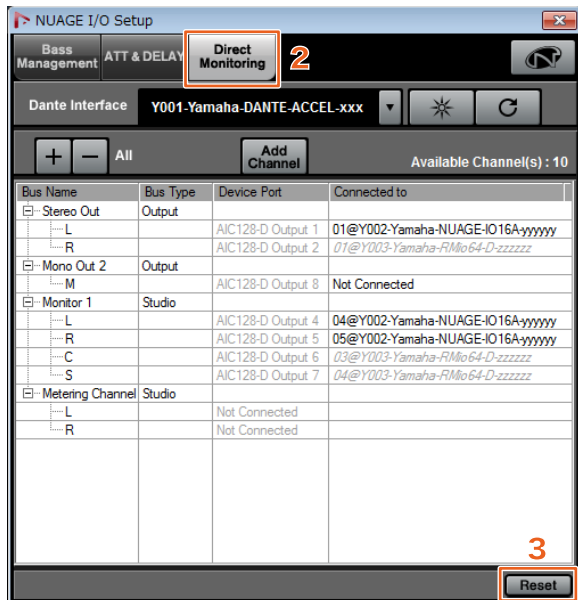 NUAGE I/O Setup
Bass Management ATT & DELAY Direct Monitoring 2
Dante Interface Y001-Yamaha-DANTE-ACCEL-xxx
+ − All Add Channel Available Channel(s) : 10
Bus Name Bus Type Device Port Connected to
Stereo Out Output
L AIC128-D Output 1 01@Y002-Yamaha-NUAGE-IO16A-yyyyyy
R AIC128-D Output 2 01@Y003-Yamaha-RMio64-D-zzzzzz
Mono Out 2 Output
M AIC128-D Output 8 Not Connected
Monitor 1 Studio
L AIC128-D Output 4 04@Y002-Yamaha-NUAGE-IO16A-yyyyyy
R AIC128-D Output 5 05@Y002-Yamaha-NUAGE-IO16A-yyyyyy
C AIC128-D Output 6 03@Y003-Yamaha-RMio64-D-zzzzzz
S AIC128-D Output 7 04@Y003-Yamaha-RMio64-D-zzzzzz
Metering Channel Studio
L Not Connected
R Not Connected
3
Reset